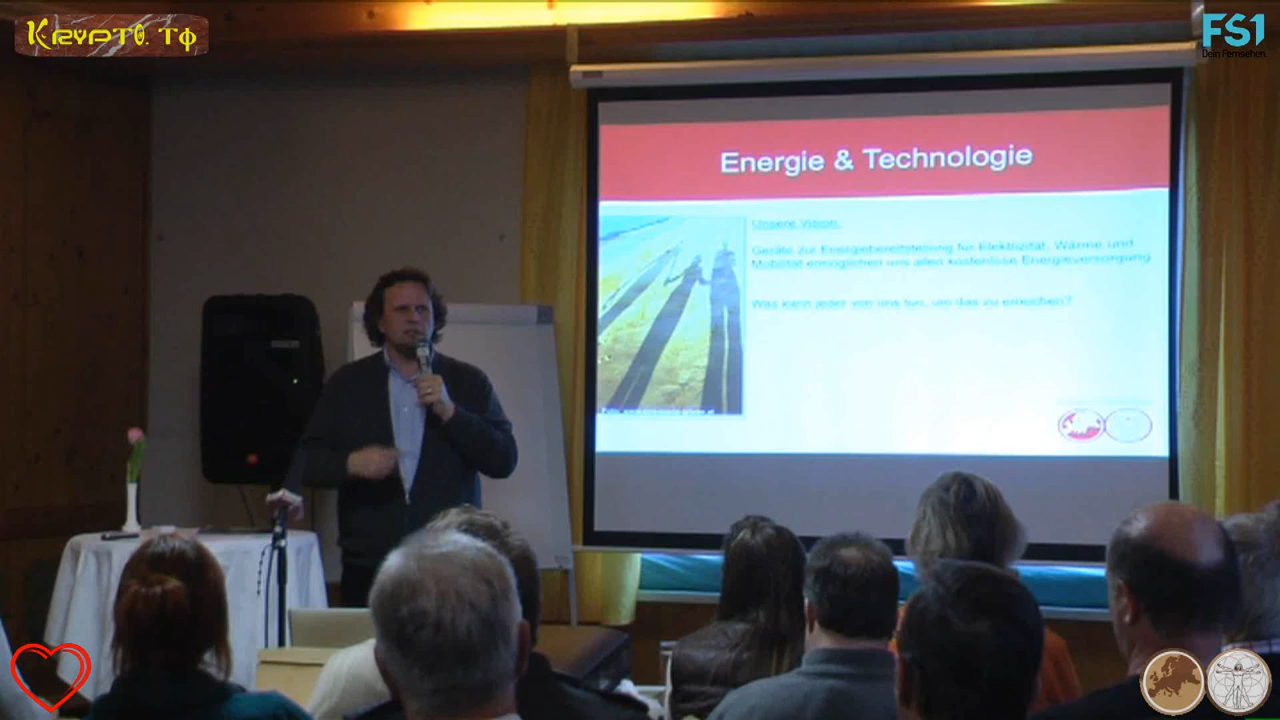 Krypto.TV
FS1
Dein Fernsehen.
Energie & Technologie
Unsere Vision:
Geräte zur Energiebereitstellung für Elektrizität, Wärme und
Mobilität ermöglichen uns allen kostenlose Energieversorgung
Was kann jeder von uns tun, um das zu erreichen?